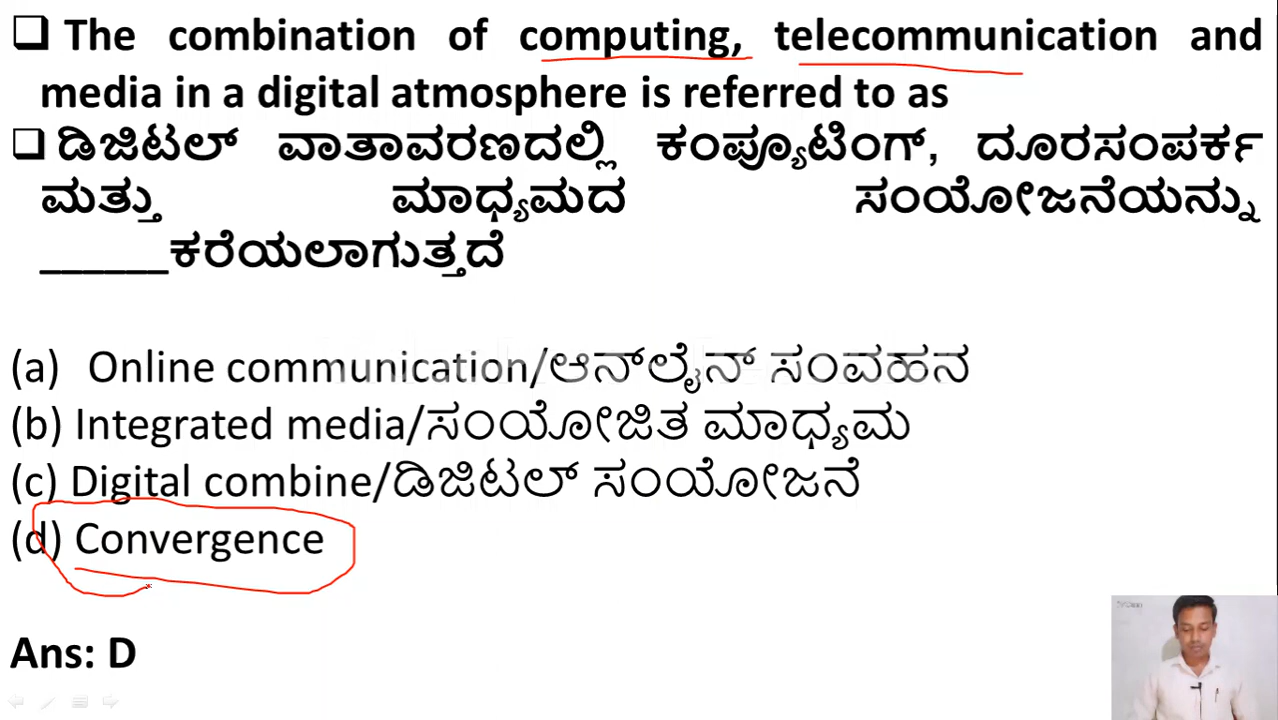 The combination of computing, telecommunication and
media in a digital atmosphere is referred to as
ಡಿಜಿಟಲ್ ವಾತಾವರಣದಲ್ಲಿ ಕಂಪ್ಯೂಟಿಂಗ್, ದೂರಸಂಪರ್ಕ
ಮತ್ತು ಮಾಧ್ಯಮದ ಸಂಯೋಜನೆಯನ್ನು
______ಕರೆಯಲಾಗುತ್ತದೆ
(a) Online communication/ಆನ್‌ಲೈನ್ ಸಂವಹನ
(b) Integrated media/ಸಂಯೋಜಿತ ಮಾಧ್ಯಮ
(c) Digital combine/ಡಿಜಿಟಲ್ ಸಂಯೋಜನೆ
(d) Convergence
Ans: D